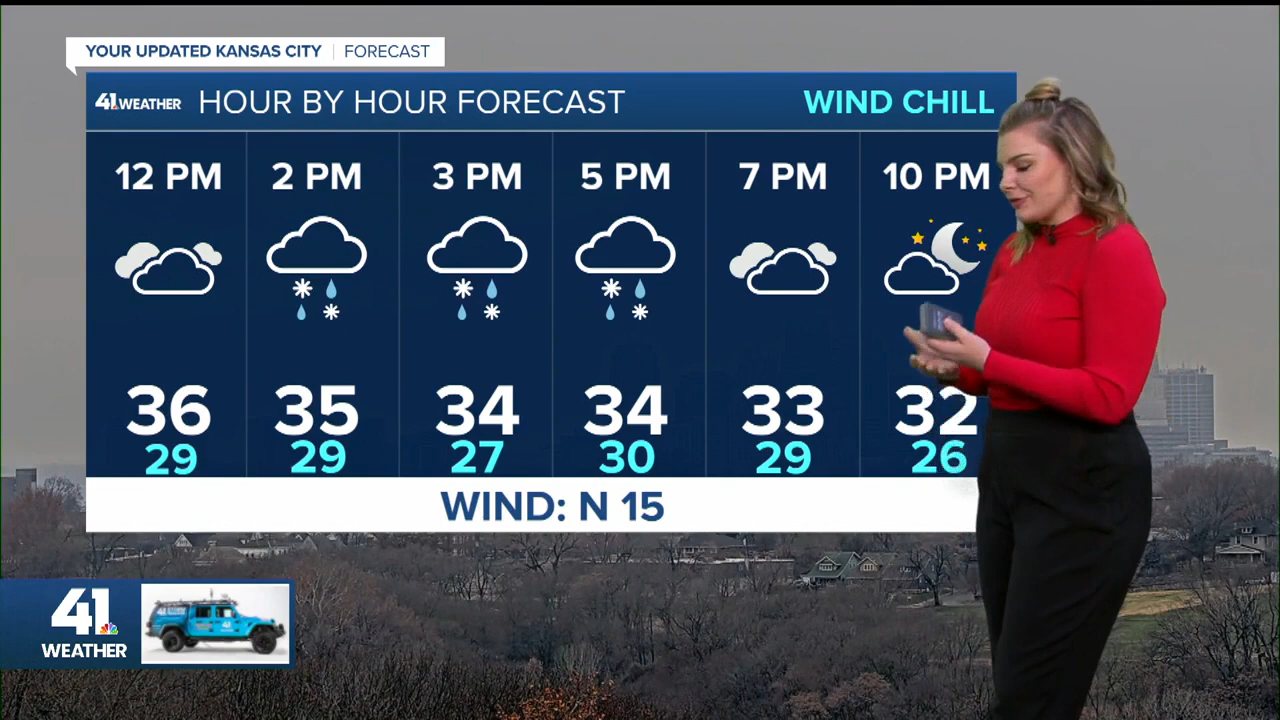 YOUR UPDATED KANSAS CITY | FORECAST
41 WEATHER HOUR BY HOUR FORECAST WIND CHILL
12 PM 2 PM 3 PM 5 PM 7 PM 10 PM
36 35 34 34 33 32
29 29 27 30 29 26
WIND: N 15
41
WEATHER